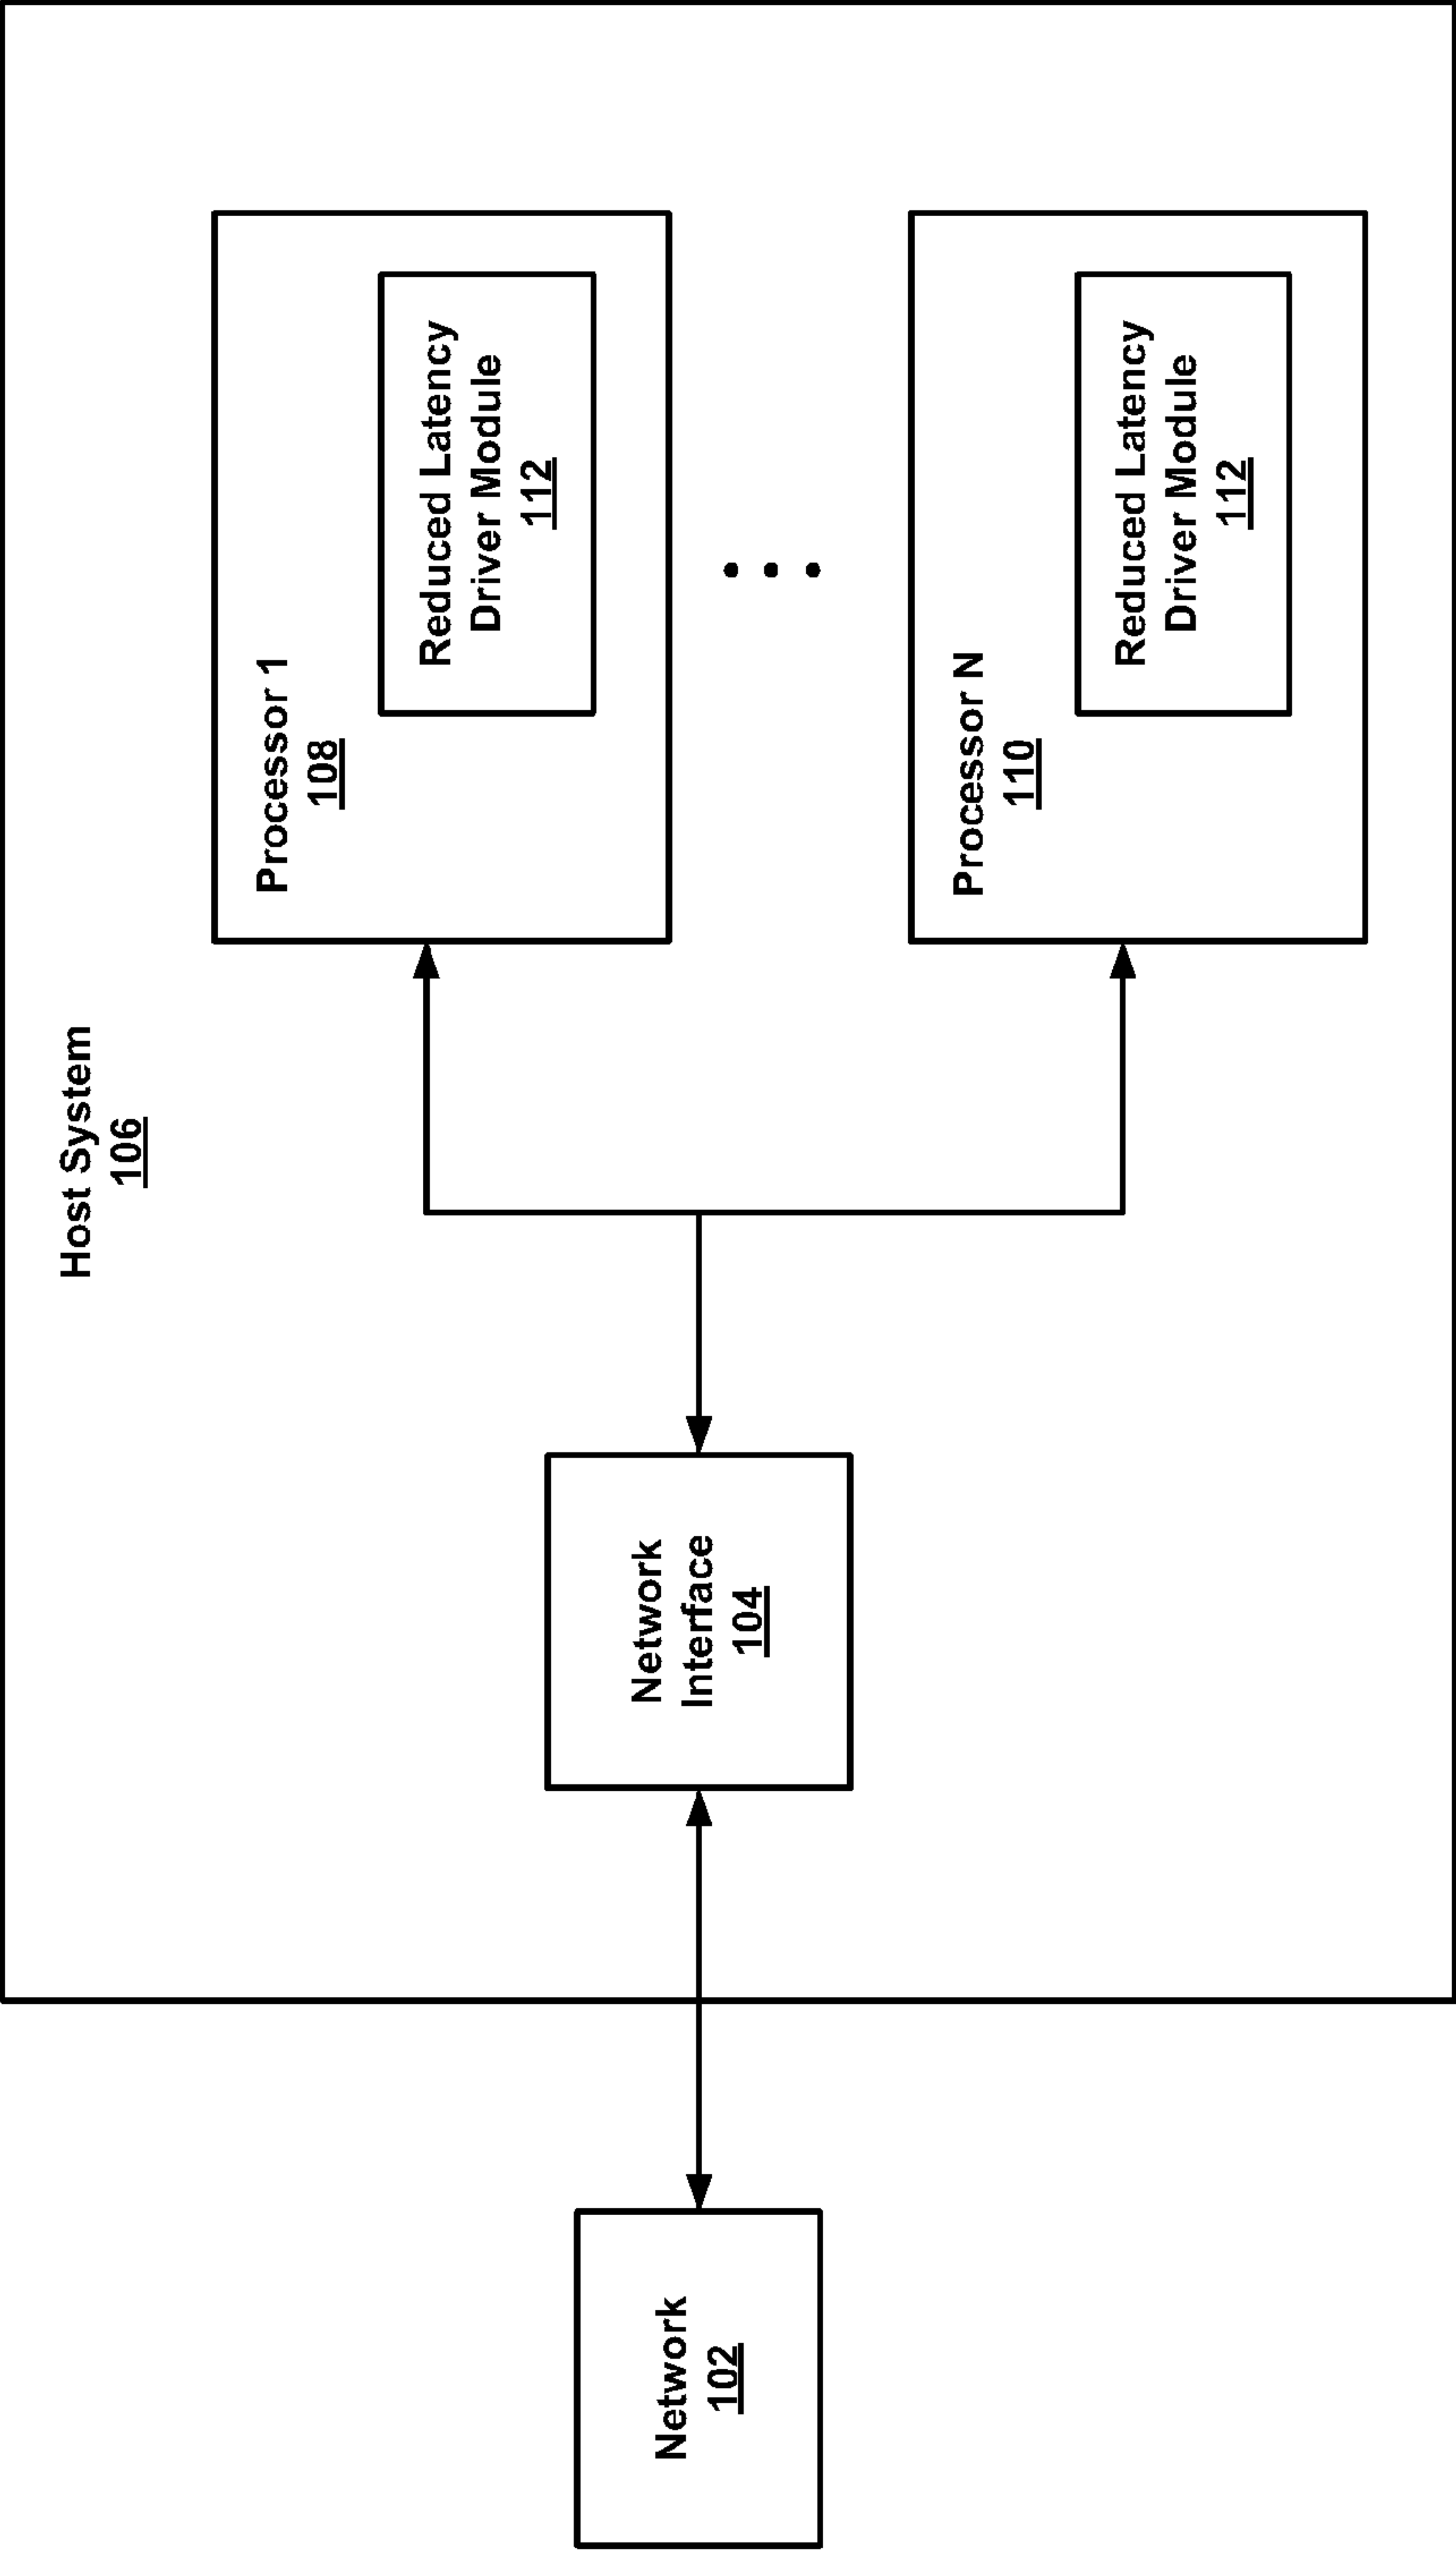 Host System
106
Processor 1
108
Reduced Latency
Driver Module
112
Network
Interface
104
Network
102
Processor N
110
Reduced Latency
Driver Module
112